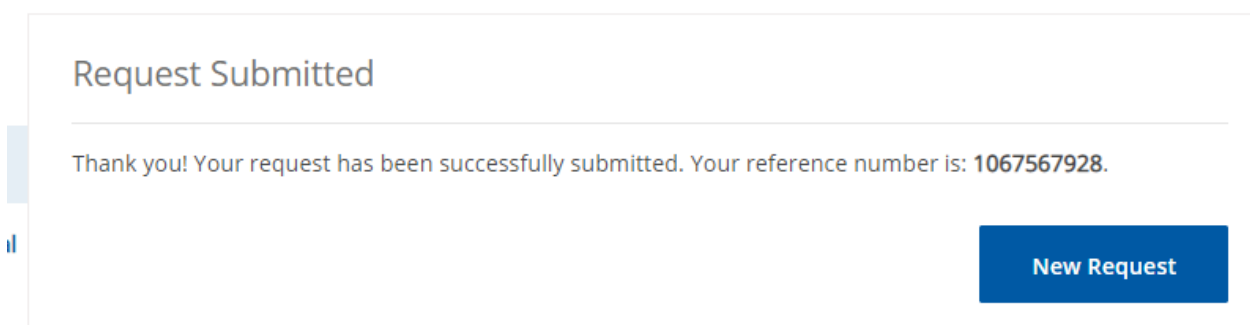 Request Submitted
Thank you! Your request has been successfully submitted. Your reference number is: 1067567928.
New Request